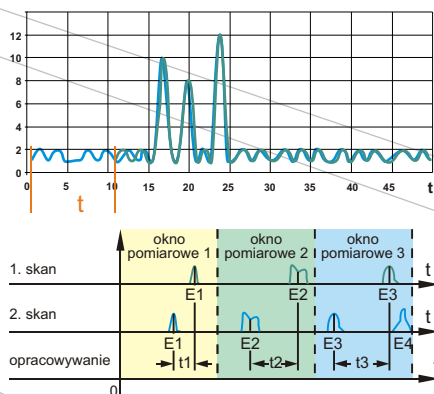 12
10
8
6
4
2
0
0 5 10 15 20 25 30 35 40 45 t
t
okno pomiarowe 1
okno pomiarowe 2
okno pomiarowe 3
1. skan
t
E1 E2 E3
2. skan
t
E1 E2 E3 E4
opracowywanie
t1 t2 t3
0